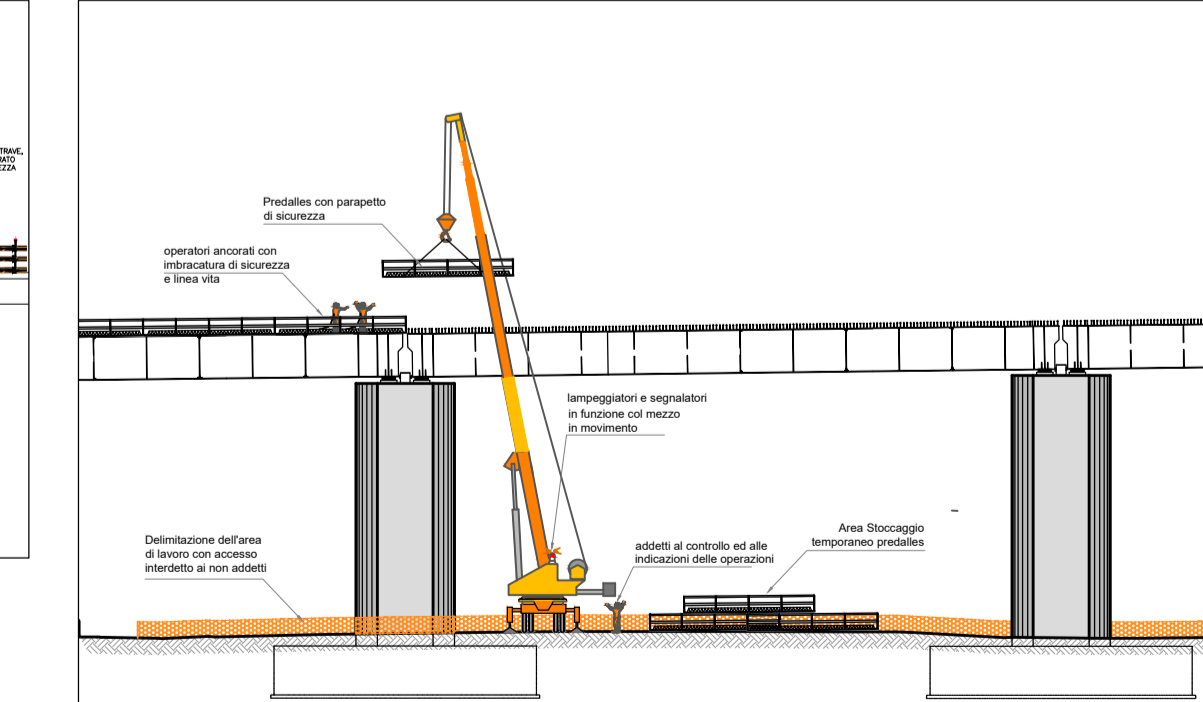 TRAVE,
Predalles con parapetto
di sicurezza
operatori ancorati con
imbracatura di sicurezza
e linea vita
lampeggiatori e segnalatori
in funzione col mezzo
in movimento
Delimitazione dell'area
di lavoro con accesso
interdetto ai non addetti
addetti al controllo ed alle
indicazioni delle operazioni
Area Stoccaggio
temporaneo predalles